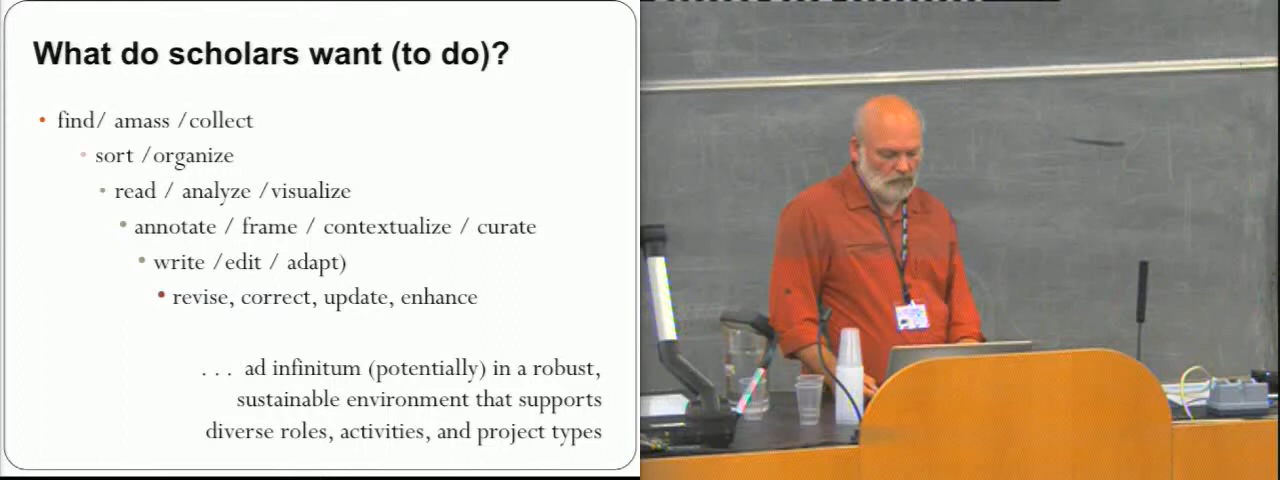 What do scholars want (to do)?
• find/ amass /collect
• sort /organize
• read / analyze /visualize
• annotate / frame / contextualize / curate
• write /edit / adapt)
• revise, correct, update, enhance
. . . ad infinitum (potentially) in a robust,
sustainable environment that supports
diverse roles, activities, and project types